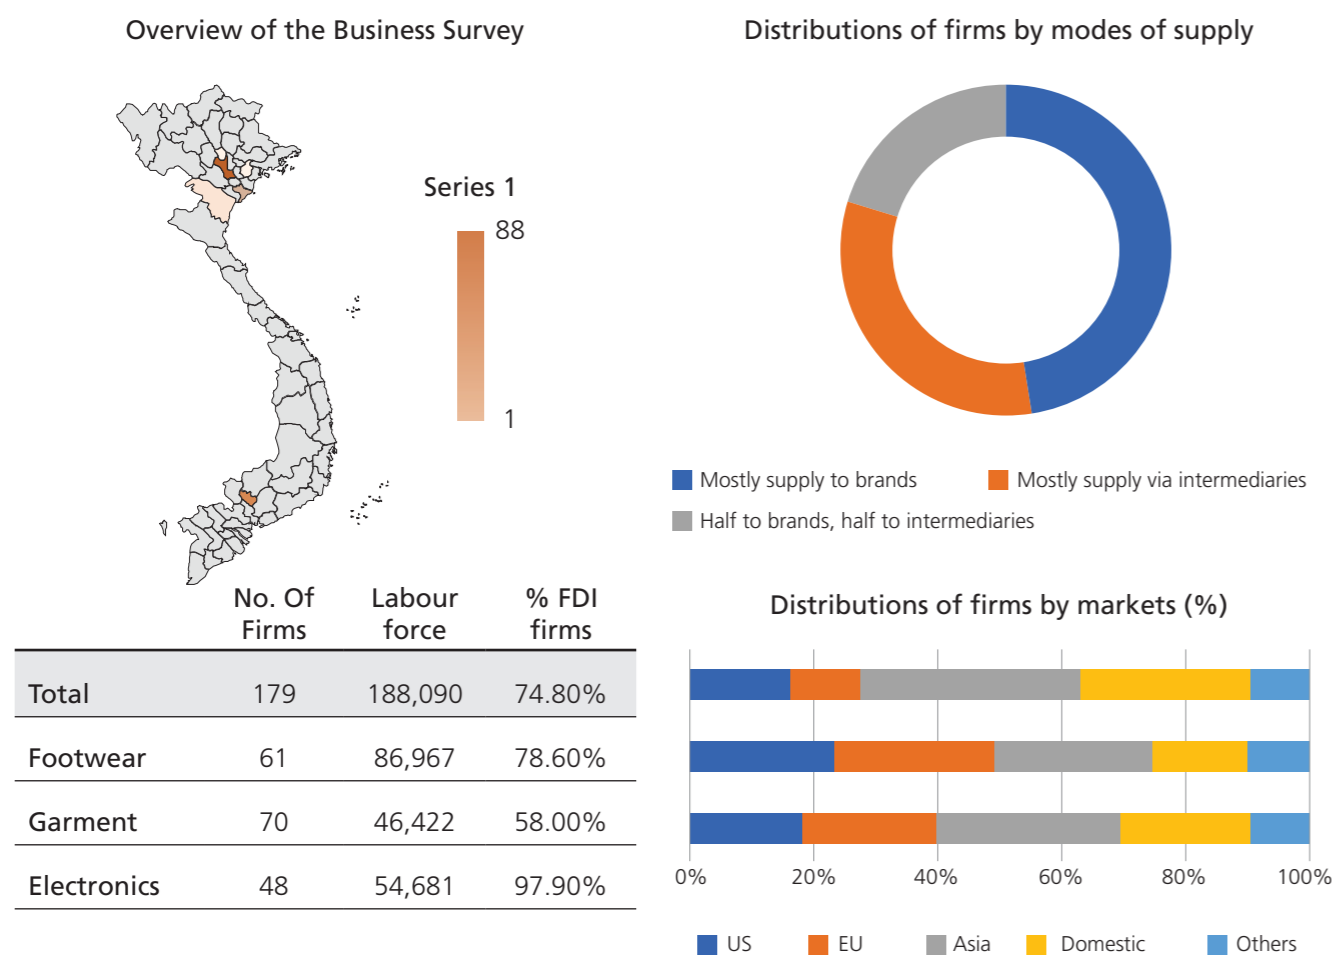 Overview of the Business Survey
Series 1
88
1
No. Of Labour % FDI
Firms force firms
Total 179 188,090 74.80%
Footwear 61 86,967 78.60%
Garment 70 46,422 58.00%
Electronics 48 54,681 97.90%
Distributions of firms by modes of supply
Mostly supply to brands Mostly supply via intermediaries
Half to brands, half to intermediaries
Distributions of firms by markets (%)
0% 20% 40% 60% 80% 100%
US EU Asia Domestic Others